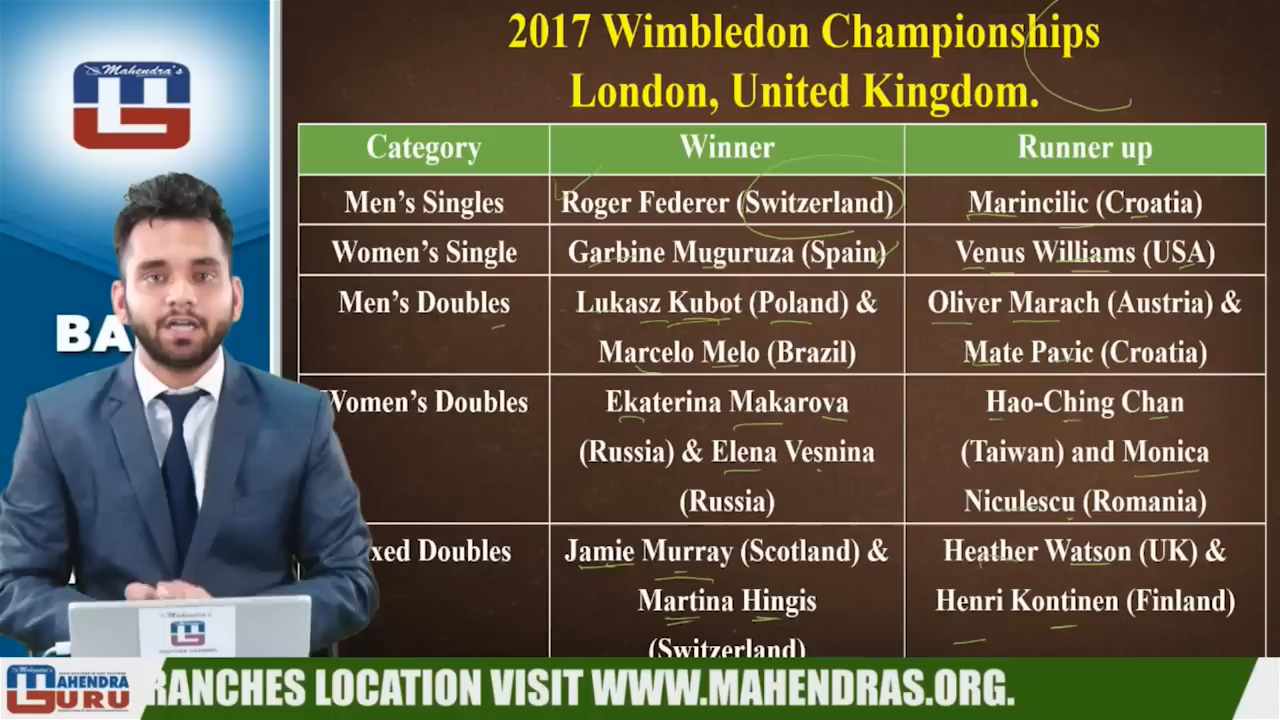 Mahendra's
BA
2017 Wimbledon Championships
London, United Kingdom.
Category Winner Runner up
Men's Singles Roger Federer (Switzerland) Marincilic (Croatia)
Women's Single Garbine Muguruza (Spain) Venus Williams (USA)
Men's Doubles Lukasz Kubot (Poland) & Oliver Marach (Austria) &
Marcelo Melo (Brazil) Mate Pavic (Croatia)
Women's Doubles Ekaterina Makarova Hao-Ching Chan
(Russia) & Elena Vesnina (Taiwan) and Monica
(Russia) Niculescu (Romania)
xed Doubles Jamie Murray (Scotland) & Heather Watson (UK) &
Martina Hingis Henri Kontinen (Finland)
(Switzerland)
Mahendra's
YOUTUBE CHANNEL
MAHENDRA
GURU
RANCHES LOCATION VISIT WWW.MAHENDRAS.ORG.